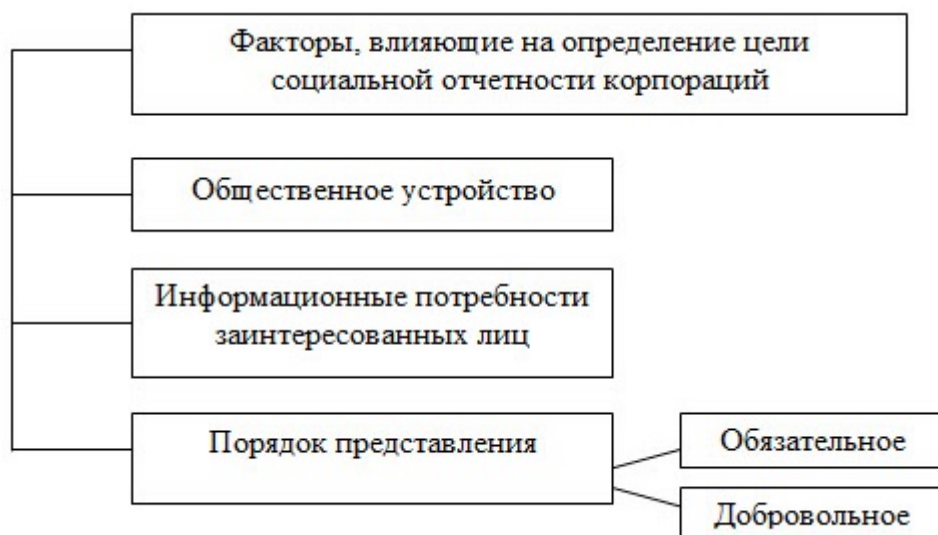 Факторы, влияющие на определение цели
социальной отчетности корпораций
Общественное устройство
Информационные потребности
заинтересованных лиц
Порядок представления
Обязательное
Добровольное